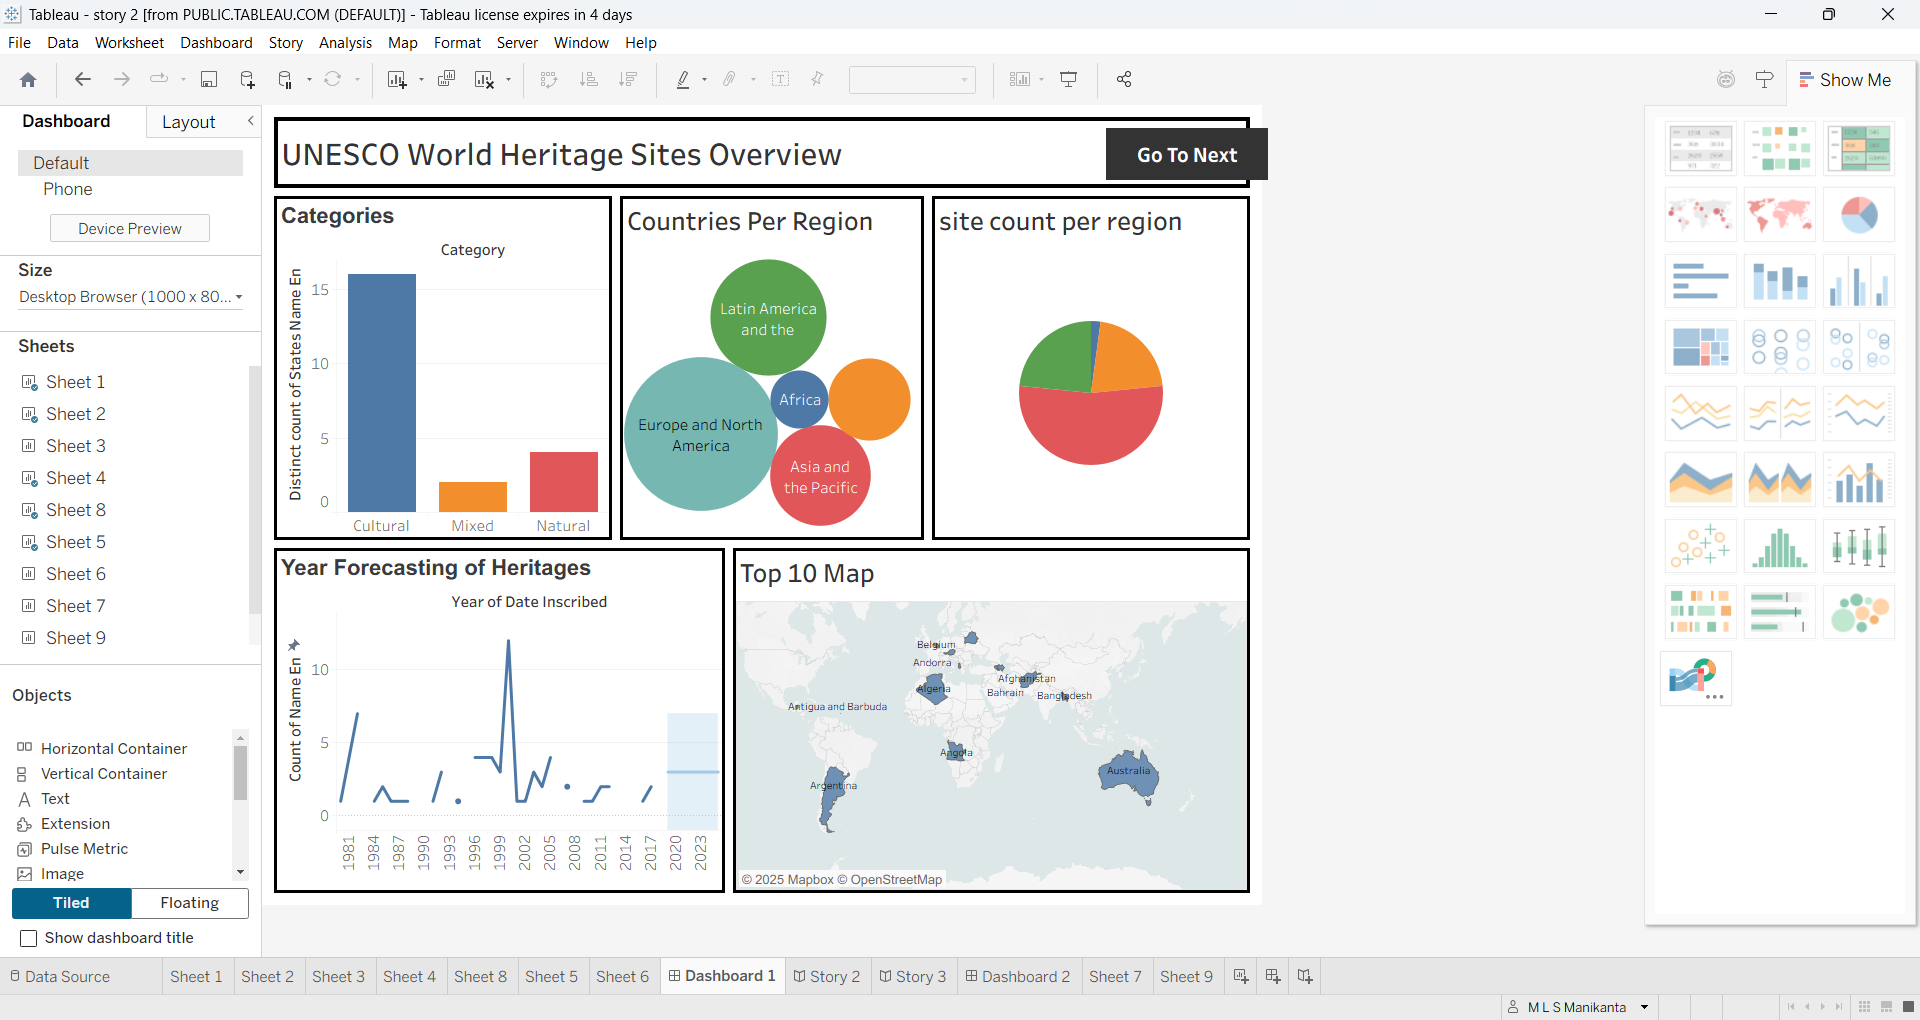 Tableau - story 2 [from PUBLIC.TABLEAU.COM (DEFAULT)] - Tableau license expires in 4 days
File Data Worksheet Dashboard Story Analysis Map Format Server Window Help
Show Me
Dashboard
Layout
Default
Phone
Device Preview
Size
Desktop Browser (1000 x 80...
Sheets
Sheet 1
Sheet 2
Sheet 3
Sheet 4
Sheet 8
Sheet 5
Sheet 6
Sheet 7
Sheet 9
Objects
Horizontal Container
Vertical Container
Text
Extension
Pulse Metric
Image
Tiled
Floating
Show dashboard title
UNESCO World Heritage Sites Overview
Go To Next
Categories
Category
Distinct count of States Name En
15
10
5
0
Cultural
Mixed
Natural
Countries Per Region
Latin America
and the
Africa
Europe and North
America
Asia and
the Pacific
site count per region
Year Forecasting of Heritages
Year of Date Inscribed
Count of Name En
10
5
0
1981
1984
1987
1990
1993
1996
1999
2002
2005
2008
2011
2014
2017
2020
2023
Top 10 Map
Belgium
Andorra
Afghanistan
Algeria
Bahrain
Bangladesh
Antigua and Barbuda
Angola
Australia
Argentina
© 2025 Mapbox © OpenStreetMap
Data Source
Sheet 1
Sheet 2
Sheet 3
Sheet 4
Sheet 8
Sheet 5
Sheet 6
Dashboard 1
Story 2
Story 3
Dashboard 2
Sheet 7
Sheet 9
M L S Manikanta